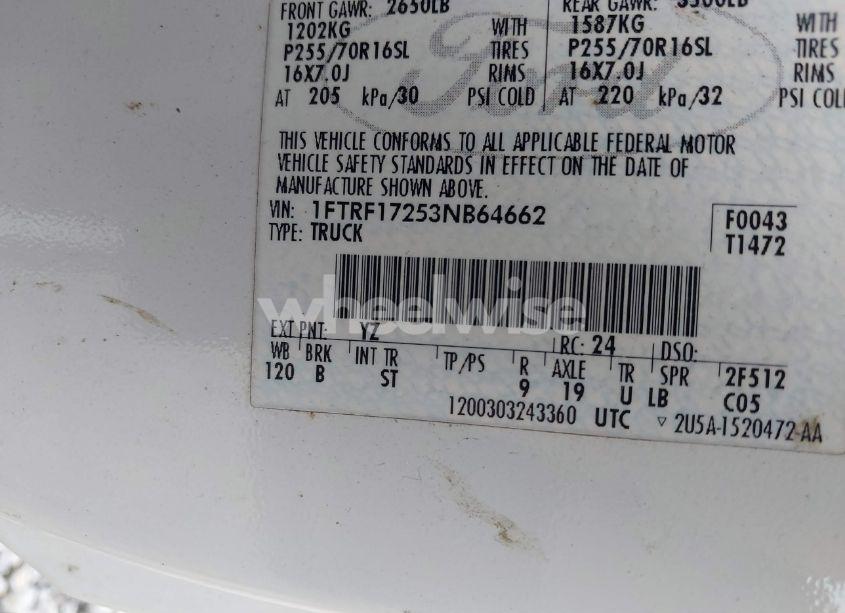 FRONT GAWR: 2650LB REAR GAWR: 3500LB
1202KG WITH 1587KG WITH
P255/70R16SL TIRES P255/70R16SL TIRES
16X7.0J RIMS 16X7.0J RIMS
AT 205 kPa/30 PSI COLD AT 220 kPa/32 PSI COLD
Ford
THIS VEHICLE CONFORMS TO ALL APPLICABLE FEDERAL MOTOR
VEHICLE SAFETY STANDARDS IN EFFECT ON THE DATE OF
MANUFACTURE SHOWN ABOVE.
VIN: 1FTRF17253NB64662 F0043
TYPE: TRUCK T1472
wheelwise
EXT PNT: YZ RC: 24 DSO:
WB BRK INT TR TP/PS R AXLE TR SPR 2F512
120 B ST 9 19 U LB C05
1200303243360 UTC ▿ 2U5A-1520472-AA